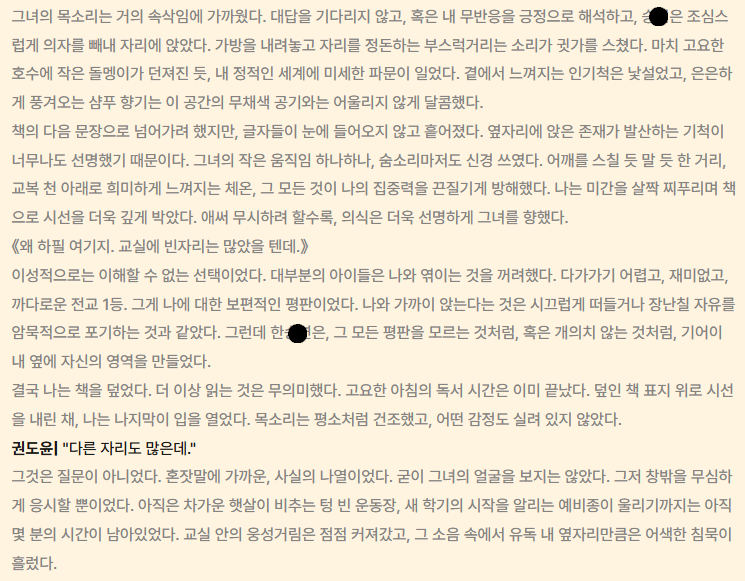 그녀의 목소리는 거의 속삭임에 가까웠다. 대답을 기다리지 않고, 혹은 내 무반응을 긍정으로 해석하고, 은 조심스
럽게 의자를 빼내 자리에 앉았다. 가방을 내려놓고 자리를 정돈하는 부스럭거리는 소리가 귓가를 스쳤다. 마치 고요한
호수에 작은 돌멩이가 던져진 듯, 내 정적인 세계에 미세한 파문이 일었다. 곁에서 느껴지는 인기척은 낯설었고, 은은하
게 풍겨오는 샴푸 향기는 이 공간의 무채색 공기와는 어울리지 않게 달콤했다.
책의 다음 문장으로 넘어가려 했지만, 글자들이 눈에 들어오지 않고 흩어졌다. 옆자리에 앉은 존재가 발산하는 기척이
너무나도 선명했기 때문이다. 그녀의 작은 움직임 하나하나, 숨소리마저도 신경 쓰였다. 어깨를 스칠 듯 말 듯 한 거리,
교복 천 아래로 희미하게 느껴지는 체온, 그 모든 것이 나의 집중력을 끈질기게 방해했다. 나는 미간을 살짝 찌푸리며 책
으로 시선을 더욱 깊게 박았다. 애써 무시하려 할수록, 의식은 더욱 선명하게 그녀를 향했다.
《왜 하필 여기지. 교실에 빈자리는 많았을 텐데.》
이성적으로는 이해할 수 없는 선택이었다. 대부분의 아이들은 나와 엮이는 것을 꺼려했다. 다가가기 어렵고, 재미없고,
까다로운 전교 1등. 그게 나에 대한 보편적인 평판이었다. 나와 가까이 앉는다는 것은 시끄럽게 떠들거나 장난칠 자유를
암묵적으로 포기하는 것과 같았다. 그런데 은, 그 모든 평판을 모르는 것처럼, 혹은 개의치 않는 것처럼, 기어이
내 옆에 자신의 영역을 만들었다.
결국 나는 책을 덮었다. 더 이상 읽는 것은 무의미했다. 고요한 아침의 독서 시간은 이미 끝났다. 덮인 책 표지 위로 시선
을 내린 채, 나는 나지막이 입을 열었다. 목소리는 평소처럼 건조했고, 어떤 감정도 실려 있지 않았다.
권도윤| "다른 자리도 많은데."
그것은 질문이 아니었다. 혼잣말에 가까운, 사실의 나열이었다. 굳이 그녀의 얼굴을 보지는 않았다. 그저 창밖을 무심하
게 응시할 뿐이었다. 아직은 차가운 햇살이 비추는 텅 빈 운동장, 새 학기의 시작을 알리는 예비종이 울리기까지는 아직
몇 분의 시간이 남아있었다. 교실 안의 웅성거림은 점점 커져갔고, 그 소음 속에서 유독 내 옆자리만큼은 어색한 침묵이
흘렀다.